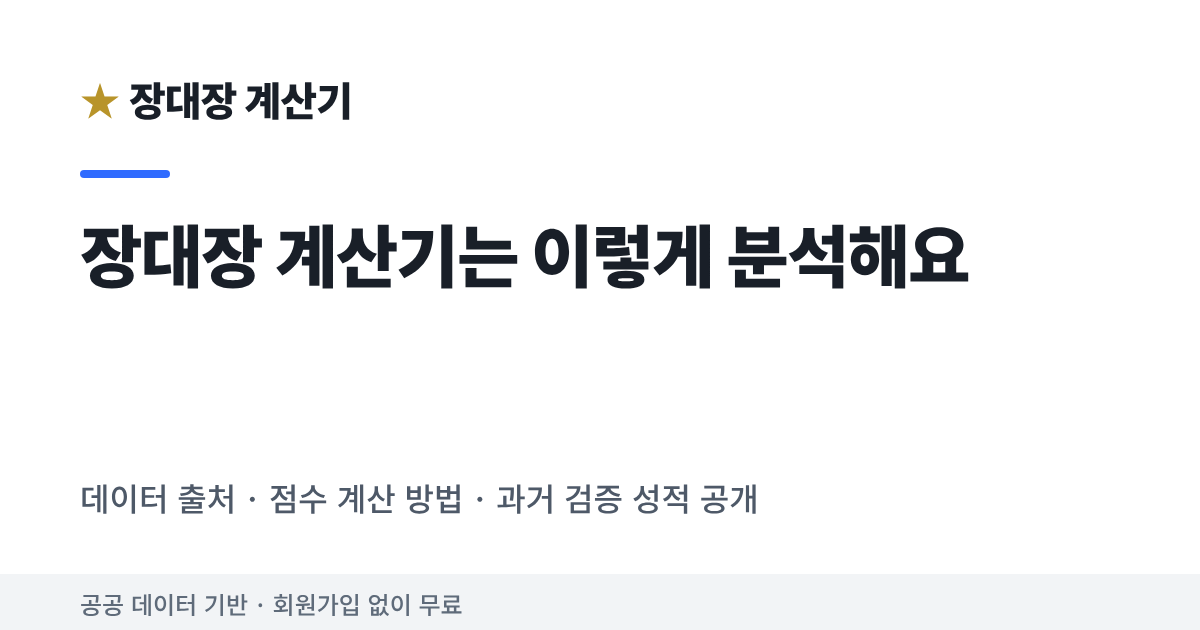 ★ 장대장 계산기
장대장 계산기는 이렇게 분석해요
데이터 출처 · 점수 계산 방법 · 과거 검증 성적 공개
공공 데이터 기반 · 회원가입 없이 무료